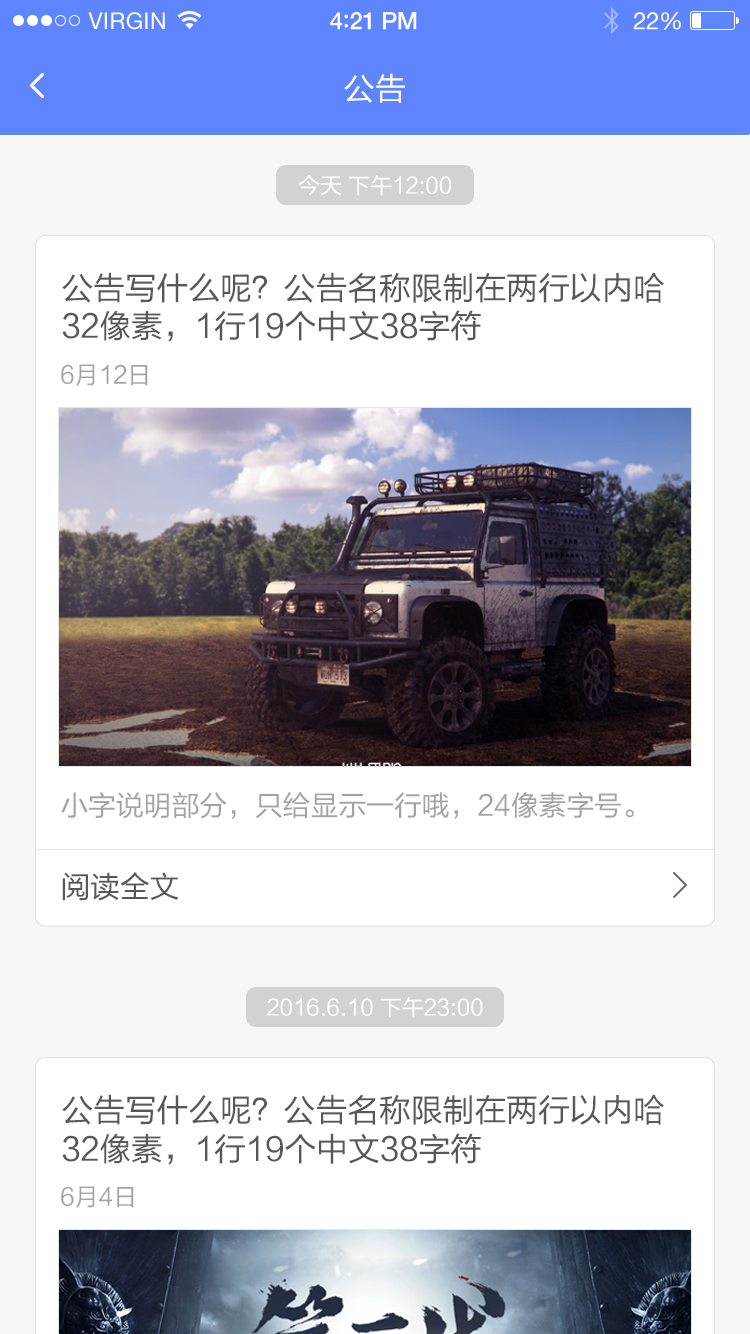 VIRGIN 4:21 PM 22%
公告
今天 下午12:00
公告写什么呢？公告名称限制在两行以内哈
32像素，1行19个中文38字符
6月12日
小字说明部分，只给显示一行哦，24像素字号。
阅读全文
2016.6.10 下午23:00
公告写什么呢？公告名称限制在两行以内哈
32像素，1行19个中文38字符
6月4日